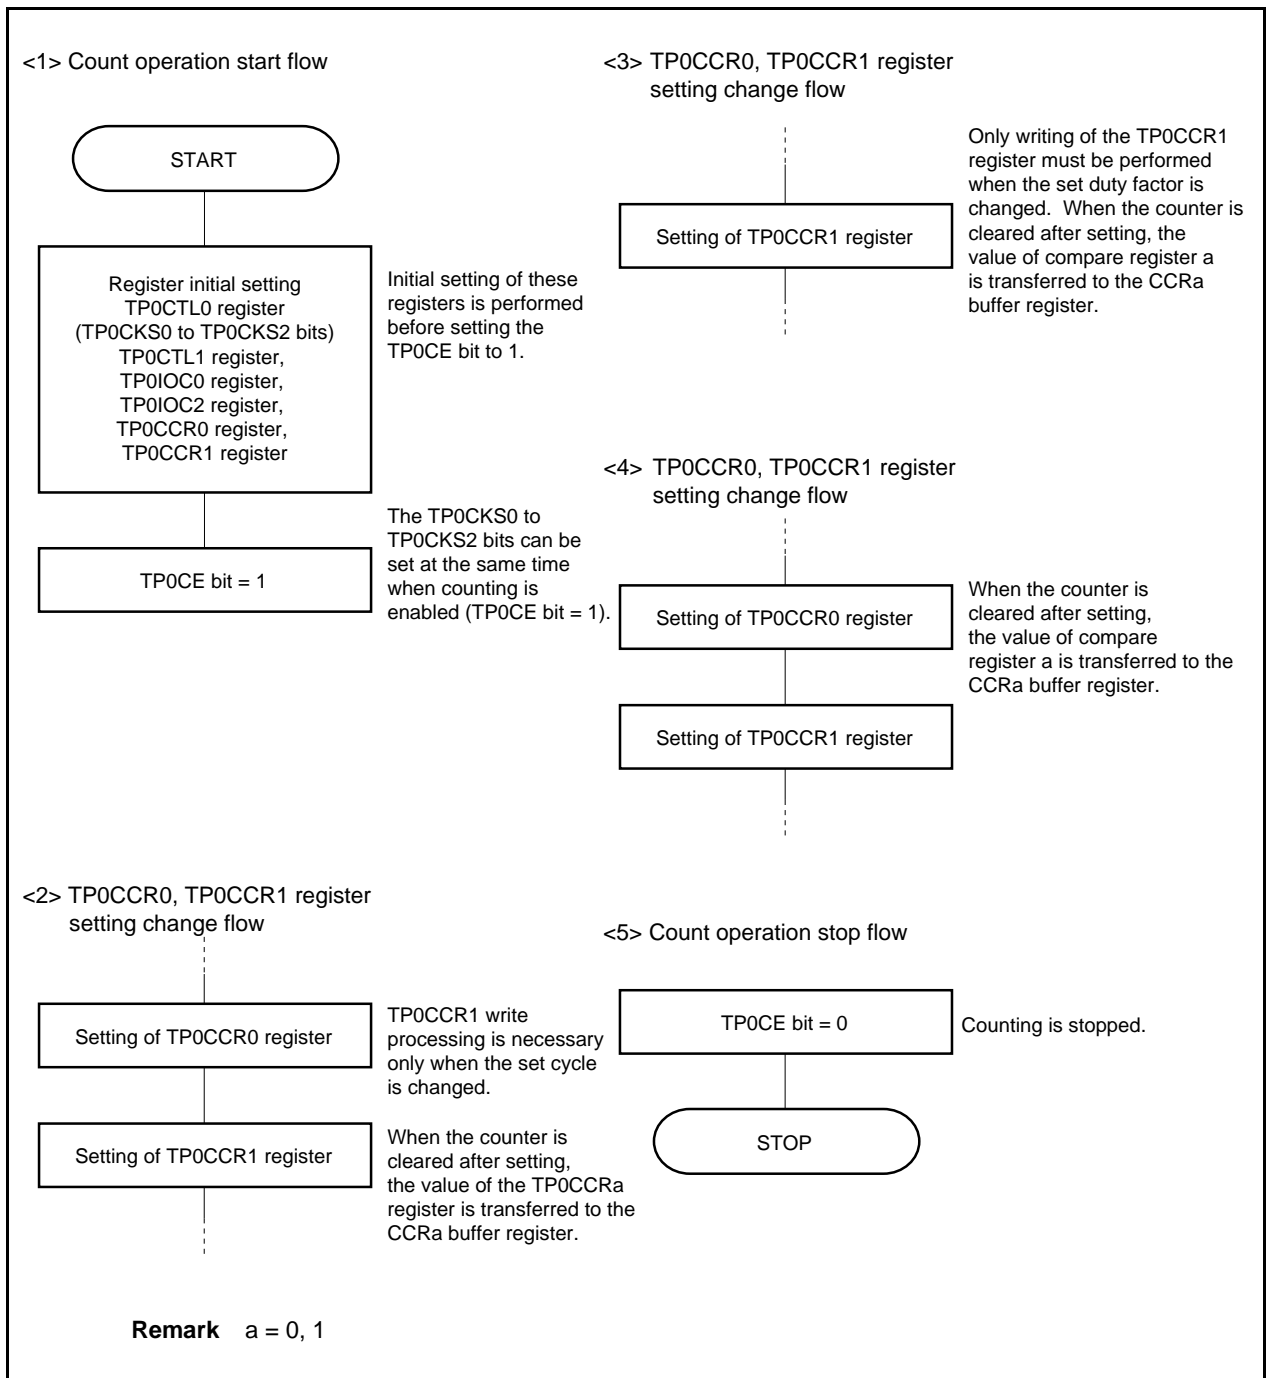 <1> Count operation start flow
START
Register initial setting
TP0CTL0 register
(TP0CKS0 to TP0CKS2 bits)
TP0CTL1 register,
TP0IOC0 register,
TP0IOC2 register,
TP0CCR0 register,
TP0CCR1 register
Initial setting of these
registers is performed
before setting the
TP0CE bit to 1.
TP0CE bit = 1
The TP0CKS0 to
TP0CKS2 bits can be
set at the same time
when counting is
enabled (TP0CE bit = 1).
<2> TP0CCR0, TP0CCR1 register
setting change flow
Setting of TP0CCR0 register
TP0CCR1 write
processing is necessary
only when the set cycle
is changed.
Setting of TP0CCR1 register
When the counter is
cleared after setting,
the value of the TP0CCRa
register is transferred to the
CCRa buffer register.
<3> TP0CCR0, TP0CCR1 register
setting change flow
Setting of TP0CCR1 register
Only writing of the TP0CCR1
register must be performed
when the set duty factor is
changed.  When the counter is
cleared after setting, the
value of compare register a
is transferred to the CCRa
buffer register.
<4> TP0CCR0, TP0CCR1 register
setting change flow
Setting of TP0CCR0 register
When the counter is
cleared after setting,
the value of compare
register a is transferred to the
CCRa buffer register.
Setting of TP0CCR1 register
<5> Count operation stop flow
TP0CE bit = 0
Counting is stopped.
STOP
Remark a = 0, 1